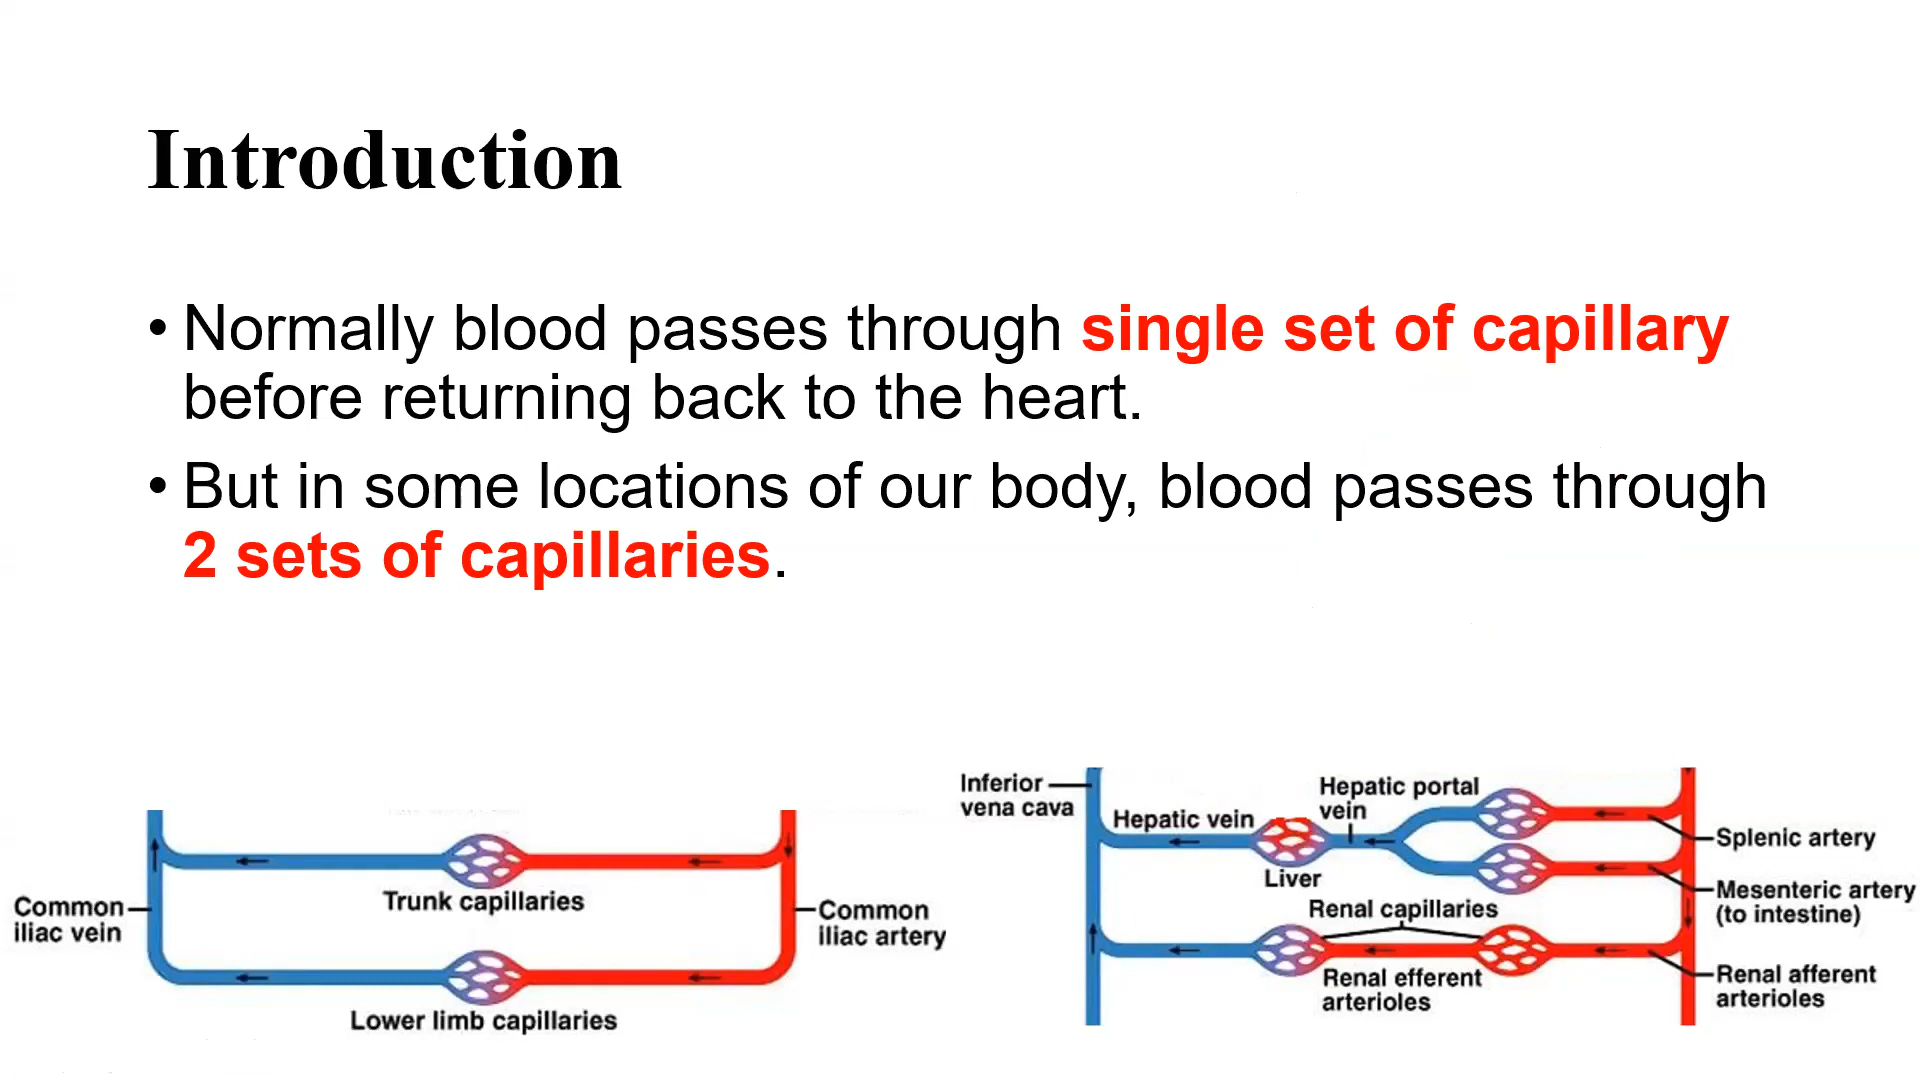 Introduction
• Normally blood passes through single set of capillary
before returning back to the heart.
• But in some locations of our body, blood passes through
2 sets of capillaries.
Common
iliac vein
Trunk capillaries
Common
iliac artery
Lower limb capillaries
Inferior
vena cava
Hepatic vein
Hepatic portal
vein
Liver
Splenic artery
Mesenteric artery
(to intestine)
Renal capillaries
Renal efferent
arterioles
Renal afferent
arterioles